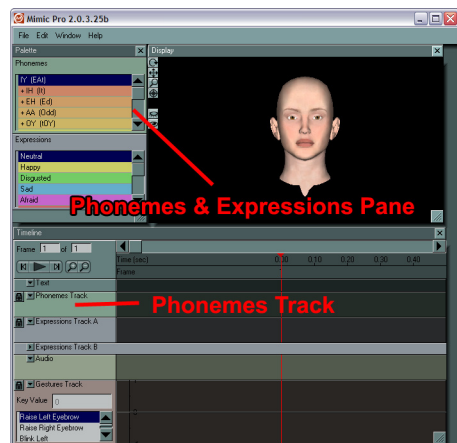 Mimic Pro 2.0.3.25b
File Edit Window Help
Palette
Display
Phonemes
IY (EAt)
+ IH (It)
+ EH (Ed)
+ AA (Odd)
+ OY (tOY)
Expressions
Neutral
Happy
Disgusted
Sad
Afraid
Phonemes & Expressions Pane
Timeline
Frame 1 of 1
Time (sec) 0.00 0.10 0.20 0.30 0.40
Frame
Text
Phonemes Track
Phonemes Track
Expressions Track A
Expressions Track B
Audio
Gestures Track
Key Value 0
Raise Left Eyebrow
Raise Right Eyebrow
Blink Left
1
0